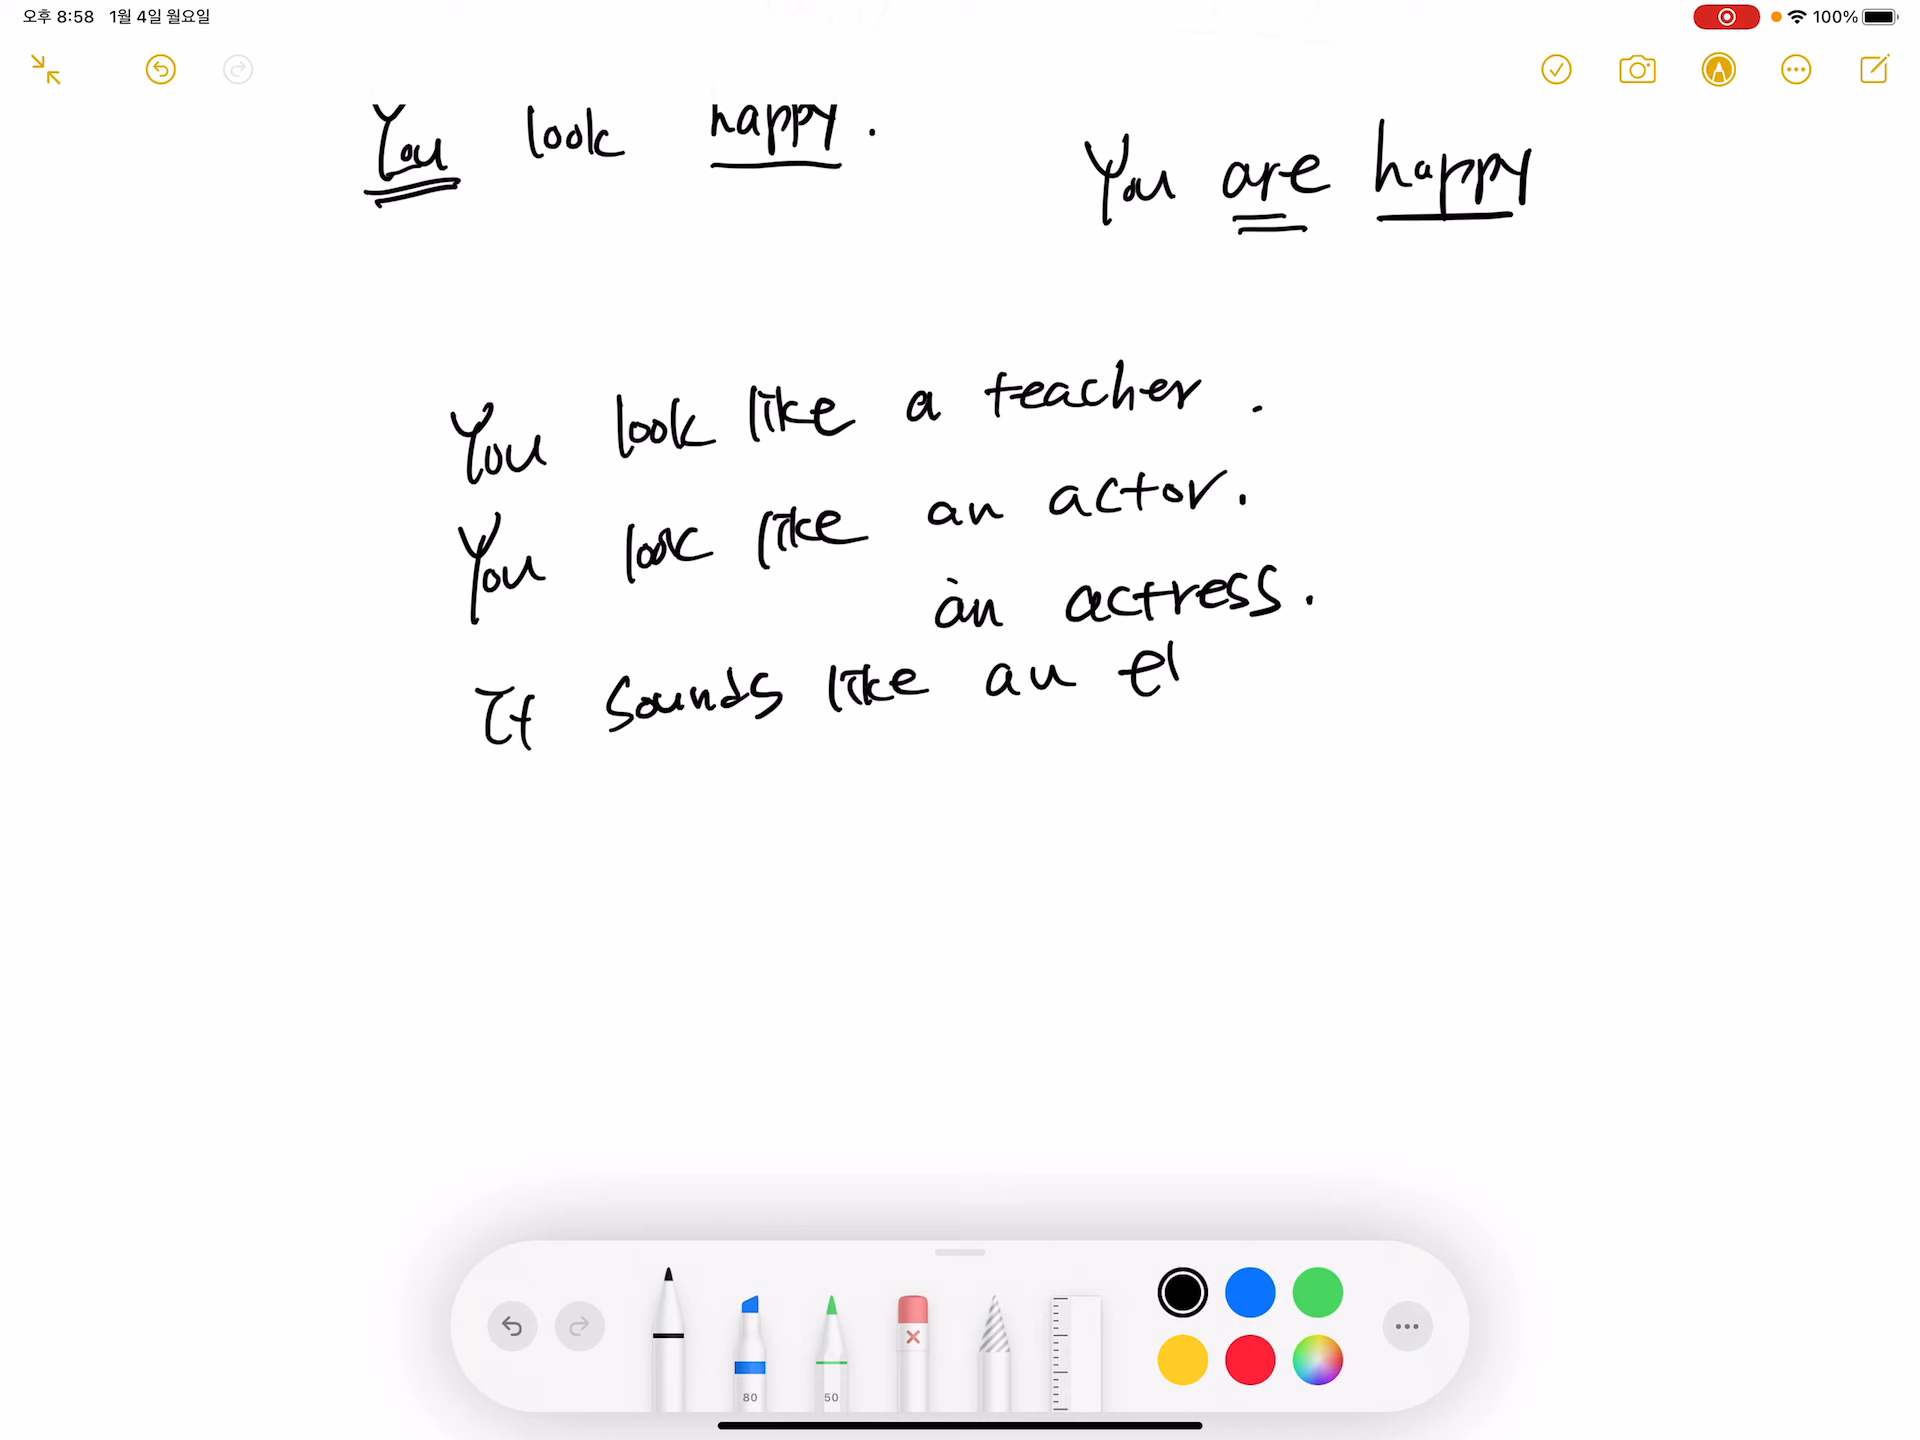 오후 8:58 1월 4일 월요일
100%
You look happy.
You are happy
You look like a teacher.
You look like an actor.
an actress.
It sounds like an el
80
50